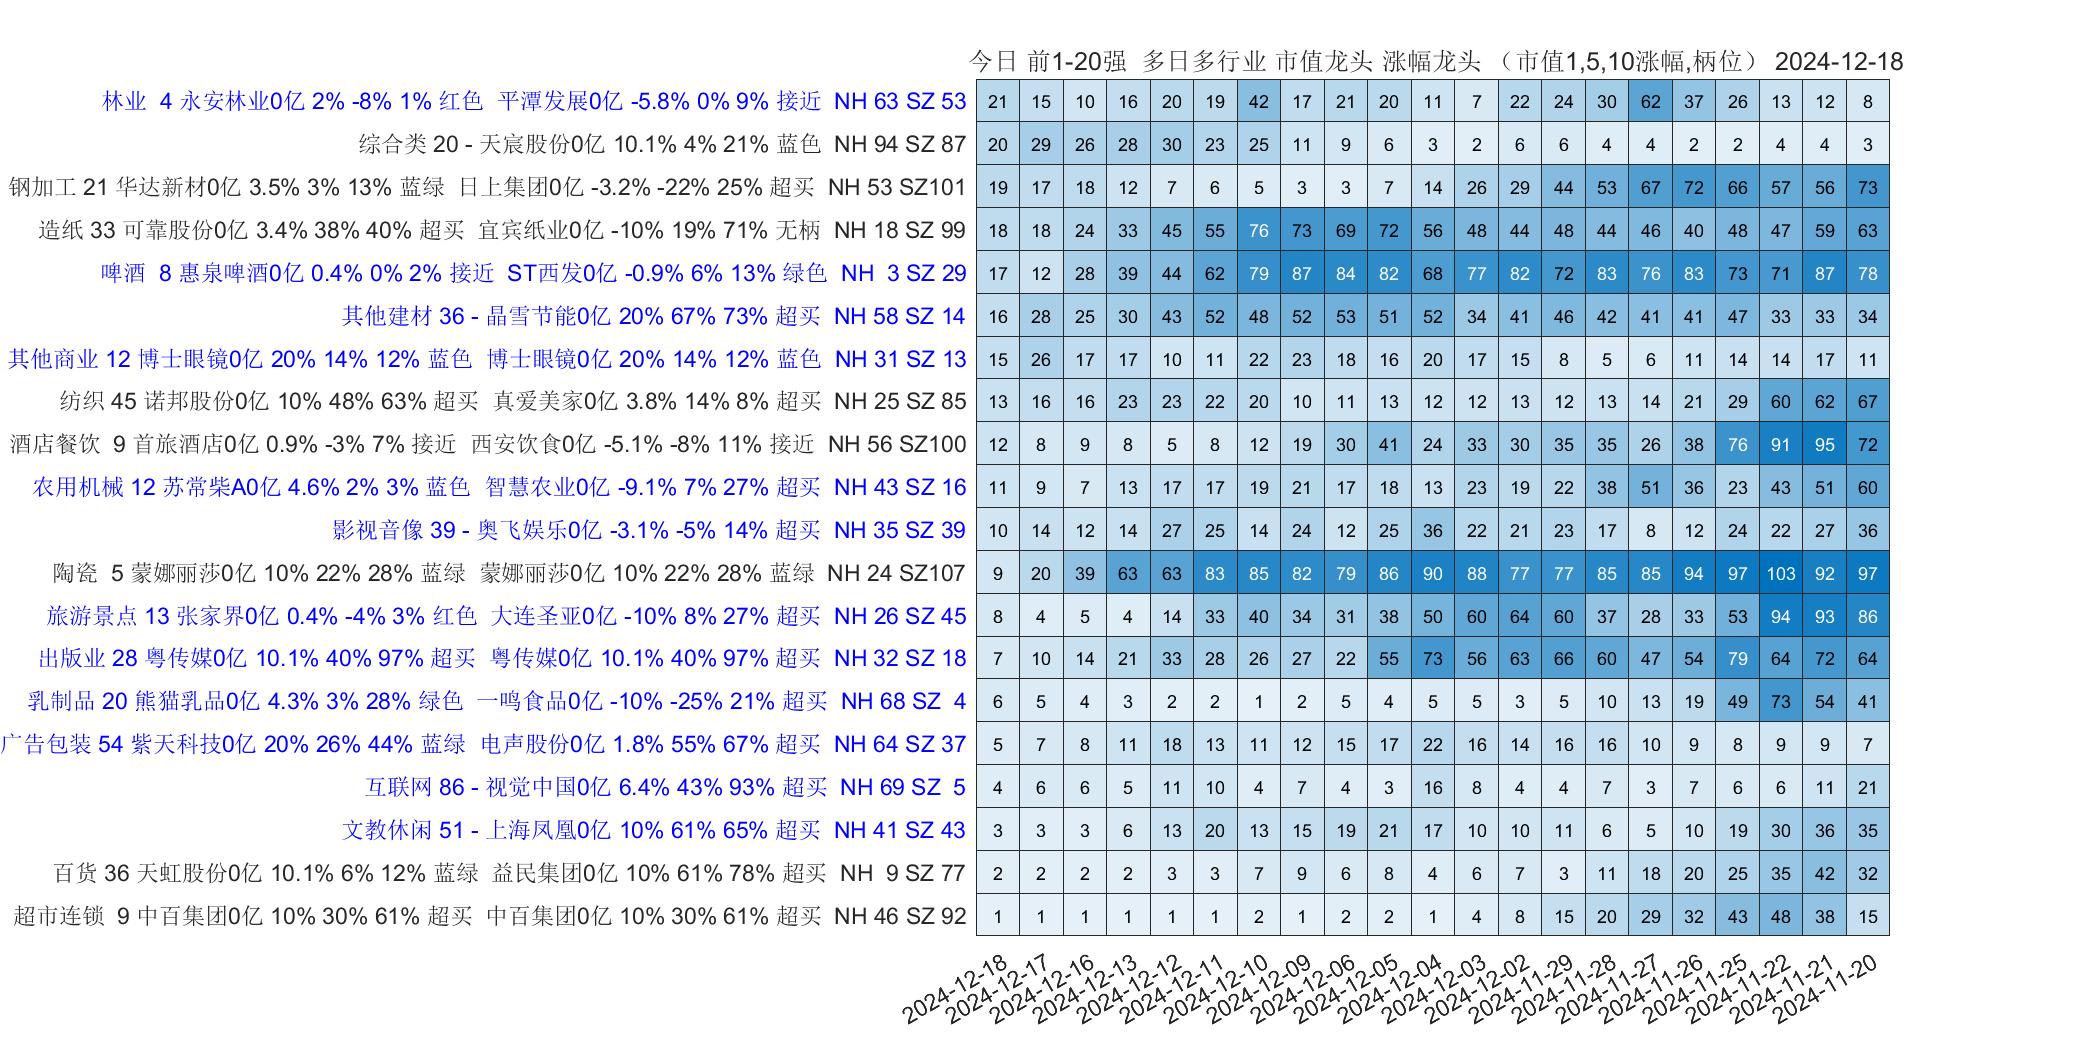 今日 前1-20强 多日多行业 市值龙头 涨幅龙头 （市值1,5,10涨幅,柄位） 2024-12-18
林业 4 永安林业0亿 2% -8% 1% 红色 平潭发展0亿 -5.8% 0% 9% 接近 NH 63 SZ 53 21 15 10 16 20 19 42 17 21 20 11 7 22 24 30 62 37 26 13 12 8
综合类 20 - 天宸股份0亿 10.1% 4% 21% 蓝色 NH 94 SZ 87 20 29 26 28 30 23 25 11 9 6 3 2 6 6 4 4 2 2 4 4 3
钢加工 21 华达新材0亿 3.5% 3% 13% 蓝绿 日上集团0亿 -3.2% -22% 25% 超买 NH 53 SZ101 19 17 18 12 7 6 5 3 3 7 14 26 29 44 53 67 72 66 57 56 73
造纸 33 可靠股份0亿 3.4% 38% 40% 超买 宜宾纸业0亿 -10% 19% 71% 无柄 NH 18 SZ 99 18 18 24 33 45 55 76 73 69 72 56 48 44 48 44 46 40 48 47 59 63
啤酒 8 惠泉啤酒0亿 0.4% 0% 2% 接近 ST西发0亿 -0.9% 6% 13% 绿色 NH 3 SZ 29 17 12 28 39 44 62 79 87 84 82 68 77 82 72 83 76 83 73 71 87 78
其他建材 36 - 晶雪节能0亿 20% 67% 73% 超买 NH 58 SZ 14 16 28 25 30 43 52 48 52 53 51 52 34 41 46 42 41 41 47 33 33 34
其他商业 12 博士眼镜0亿 20% 14% 12% 蓝色 博士眼镜0亿 20% 14% 12% 蓝色 NH 31 SZ 13 15 26 17 17 10 11 22 23 18 16 20 17 15 8 5 6 11 14 14 17 11
纺织 45 诺邦股份0亿 10% 48% 63% 超买 真爱美家0亿 3.8% 14% 8% 超买 NH 25 SZ 85 13 16 16 23 23 22 20 10 11 13 12 12 13 12 13 14 21 29 60 62 67
酒店餐饮 9 首旅酒店0亿 0.9% -3% 7% 接近 西安饮食0亿 -5.1% -8% 11% 接近 NH 56 SZ100 12 8 9 8 5 8 12 19 30 41 24 33 30 35 35 26 38 76 91 95 72
农用机械 12 苏常柴A0亿 4.6% 2% 3% 蓝色 智慧农业0亿 -9.1% 7% 27% 超买 NH 43 SZ 16 11 9 7 13 17 17 19 21 17 18 13 23 19 22 38 51 36 23 43 51 60
影视音像 39 - 奥飞娱乐0亿 -3.1% -5% 14% 超买 NH 35 SZ 39 10 14 12 14 27 25 14 24 12 25 36 22 21 23 17 8 12 24 22 27 36
陶瓷 5 蒙娜丽莎0亿 10% 22% 28% 蓝绿 蒙娜丽莎0亿 10% 22% 28% 蓝绿 NH 24 SZ107 9 20 39 63 63 83 85 82 79 86 90 88 77 77 85 85 94 97 103 92 97
旅游景点 13 张家界0亿 0.4% -4% 3% 红色 大连圣亚0亿 -10% 8% 27% 超买 NH 26 SZ 45 8 4 5 4 14 33 40 34 31 38 50 60 64 60 37 28 33 53 94 93 86
出版业 28 粤传媒0亿 10.1% 40% 97% 超买 粤传媒0亿 10.1% 40% 97% 超买 NH 32 SZ 18 7 10 14 21 33 28 26 27 22 55 73 56 63 66 60 47 54 79 64 72 64
乳制品 20 熊猫乳品0亿 4.3% 3% 28% 绿色 一鸣食品0亿 -10% -25% 21% 超买 NH 68 SZ 4 6 5 4 3 2 2 1 2 5 4 5 5 3 5 10 13 19 49 73 54 41
广告包装 54 紫天科技0亿 20% 26% 44% 蓝绿 电声股份0亿 1.8% 55% 67% 超买 NH 64 SZ 37 5 7 8 11 18 13 11 12 15 17 22 16 14 16 16 10 9 8 9 9 7
互联网 86 - 视觉中国0亿 6.4% 43% 93% 超买 NH 69 SZ 5 4 6 6 5 11 10 4 7 4 3 16 8 4 4 7 3 7 6 6 11 21
文教休闲 51 - 上海凤凰0亿 10% 61% 65% 超买 NH 41 SZ 43 3 3 3 6 13 20 13 15 19 21 17 10 10 11 6 5 10 19 30 36 35
百货 36 天虹股份0亿 10.1% 6% 12% 蓝绿 益民集团0亿 10% 61% 78% 超买 NH 9 SZ 77 2 2 2 2 3 3 7 9 6 8 4 6 7 3 11 18 20 25 35 42 32
超市连锁 9 中百集团0亿 10% 30% 61% 超买 中百集团0亿 10% 30% 61% 超买 NH 46 SZ 92 1 1 1 1 1 2 1 2 2 1 4 8 15 20 29 32 43 48 38 15
2024-12-18 2024-12-17 2024-12-16 2024-12-13 2024-12-12 2024-12-11 2024-12-10 2024-12-09 2024-12-06 2024-12-05 2024-12-04 2024-12-03 2024-12-02 2024-11-29 2024-11-28 2024-11-27 2024-11-26 2024-11-25 2024-11-22 2024-11-21 2024-11-20